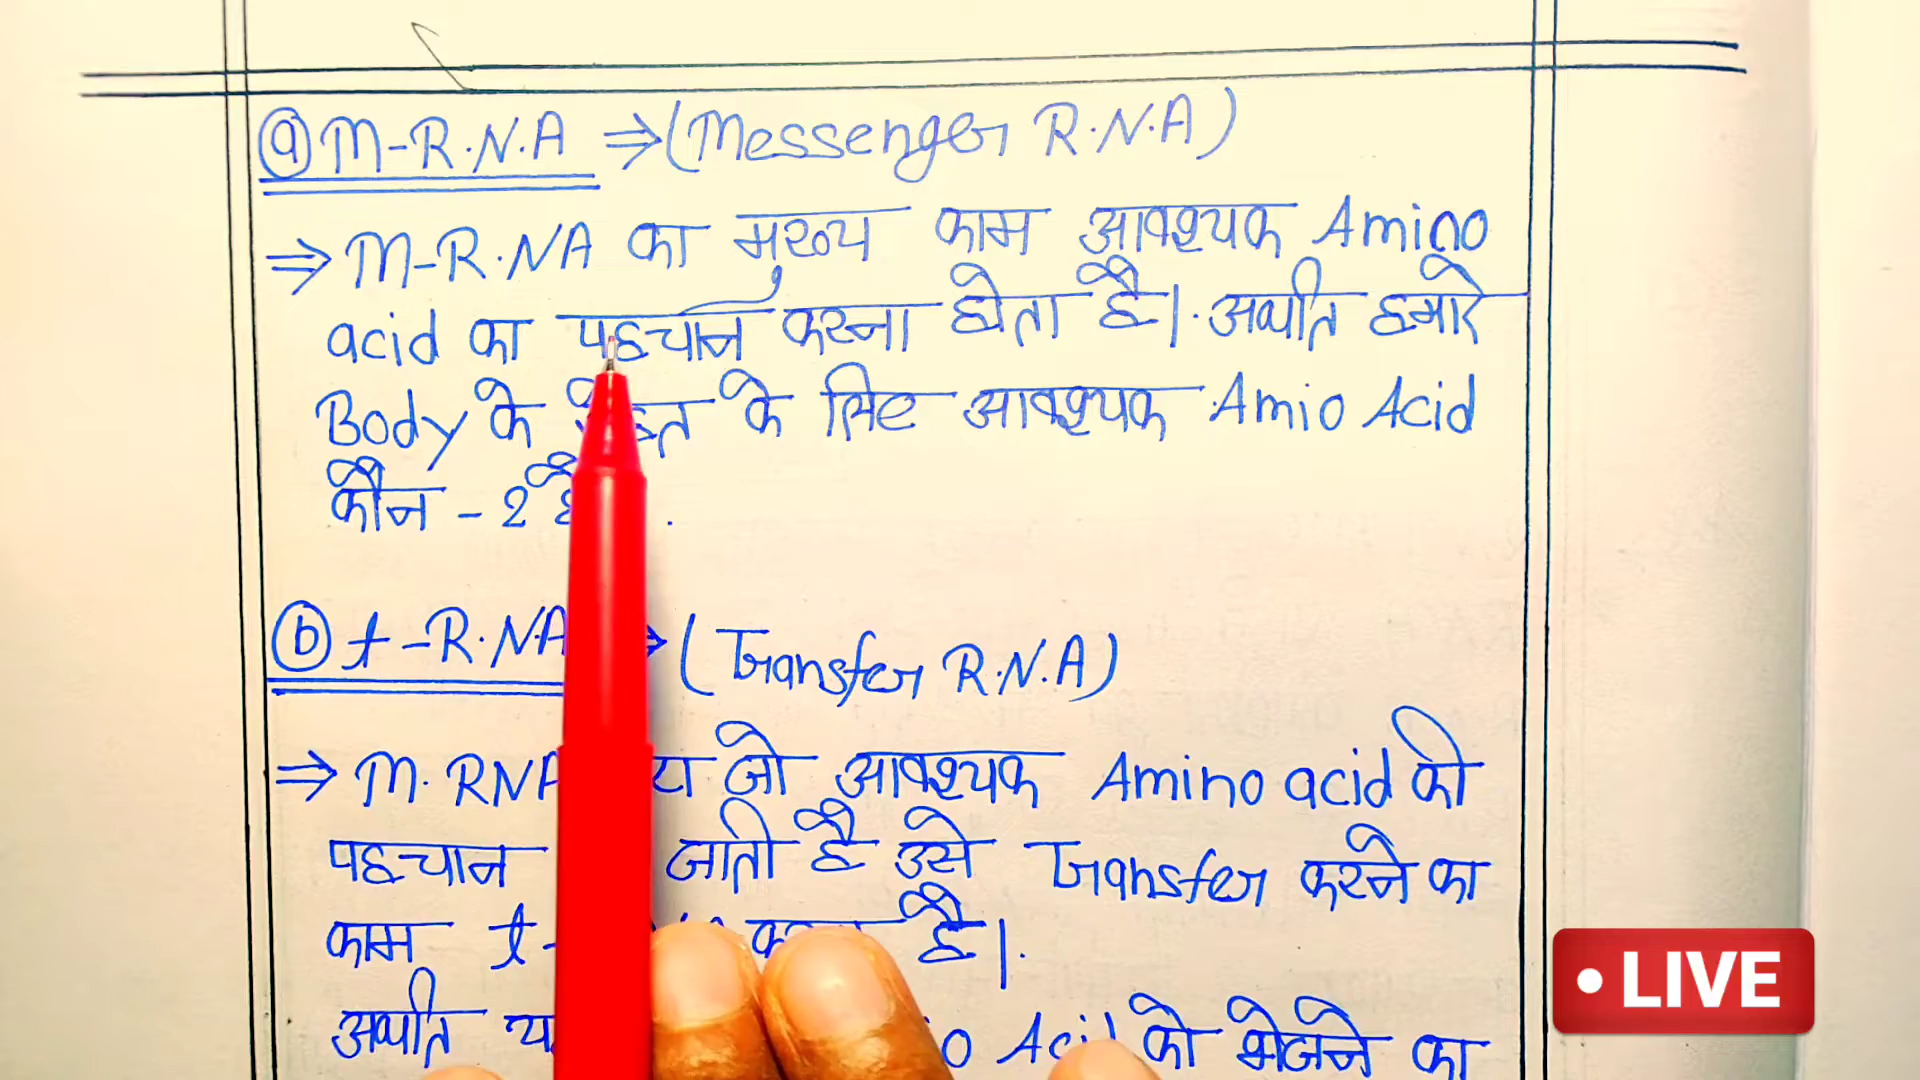 ⓐ M-R.N.A ⇒ (Messenger R.N.A)
⇒ M-R.NA का मुख्य काम आवश्यक Amino
acid का पहचान करना होता है। अर्थात हमारे
Body के लिए आवश्यक Amio Acid
कौन - 2
ⓑ t-R.N.A (Transfer R.N.A)
⇒ M. RNA जो आवश्यक Amino acid की
पहचान जाती है उसे Transfer करने का
काम t- है।
अर्थात Acid को भेजने का
LIVE